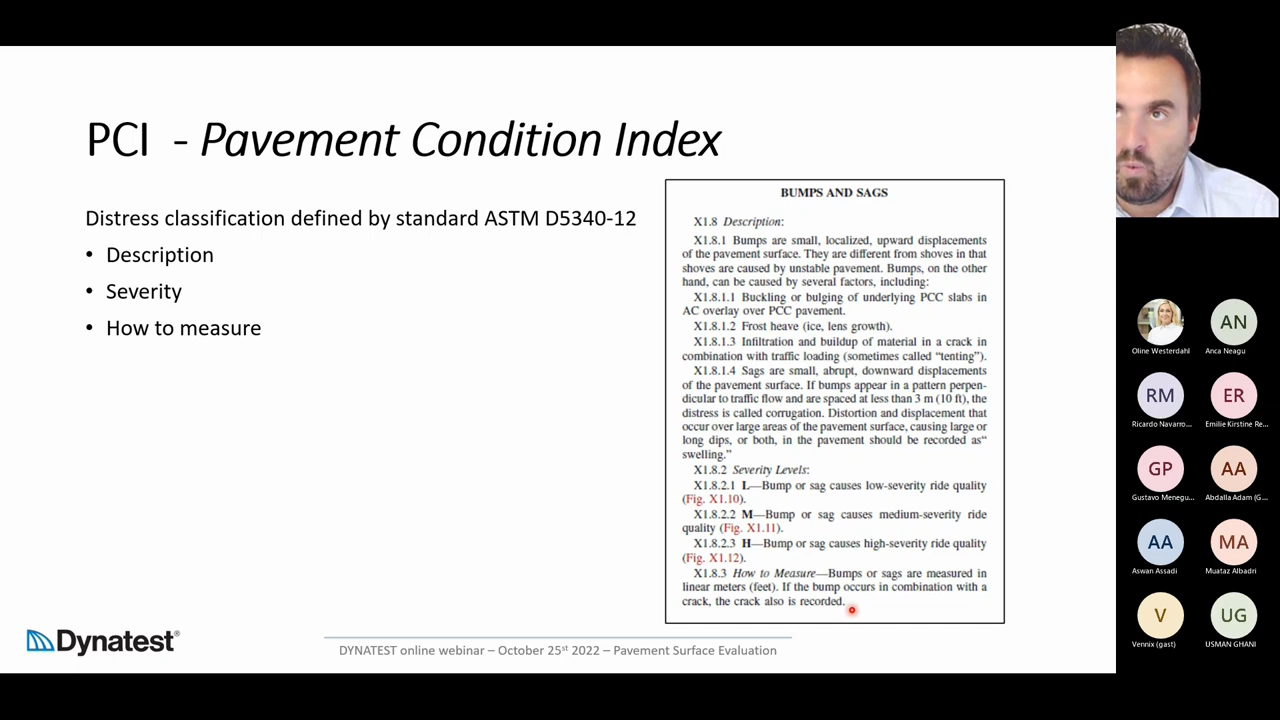 PCI - Pavement Condition Index
Distress classification defined by standard ASTM D5340-12
• Description
• Severity
• How to measure
BUMPS AND SAGS
X1.8 Description:
X1.8.1 Bumps are small, localized, upward displacements
of the pavement surface. They are different from shoves in that
shoves are caused by unstable pavement. Bumps, on the other
hand, can be caused by several factors, including:
X1.8.1.1 Buckling or bulging of underlying PCC slabs in
AC overlay over PCC pavement.
X1.8.1.2 Frost heave (ice, lens growth).
X1.8.1.3 Infiltration and buildup of material in a crack in
combination with traffic loading (sometimes called “tenting”).
X1.8.1.4 Sags are small, abrupt, downward displacements
of the pavement surface. If bumps appear in a pattern perpen-
dicular to traffic flow and are spaced at less than 3 m (10 ft), the
distress is called corrugation. Distortion and displacement that
occur over large areas of the pavement surface, causing large or
long dips, or both, in the pavement should be recorded as“
swelling.”
X1.8.2 Severity Levels:
X1.8.2.1 L—Bump or sag causes low-severity ride quality
(Fig. X1.10).
X1.8.2.2 M—Bump or sag causes medium-severity ride
quality (Fig. X1.11).
X1.8.2.3 H—Bump or sag causes high-severity ride quality
(Fig. X1.12).
X1.8.3 How to Measure—Bumps or sags are measured in
linear meters (feet). If the bump occurs in combination with a
crack, the crack also is recorded.
Dynatest®
DYNATEST online webinar – October 25st 2022 – Pavement Surface Evaluation
AN
Oline Westerdahl
Anca Neagu
RM
ER
Ricardo Navarro...
Emilie Kirstine Re...
GP
AA
Gustavo Menegu...
Abdalla Adam (G...
AA
MA
Aswan Assadi
Muataz Albadri
V
UG
Vennix (gast)
USMAN GHANI